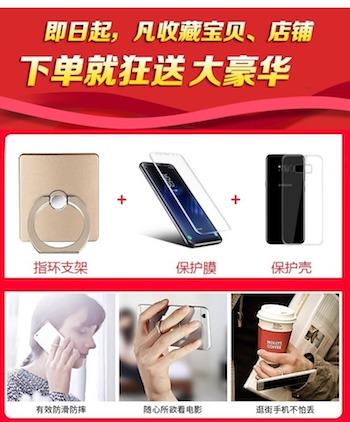 即日起，凡收藏宝贝、店铺
下单就狂送 大豪华
+
+
指环支架
保护膜
保护壳
有效防滑防摔
随心所欲看电影
逛街手机不怕丢